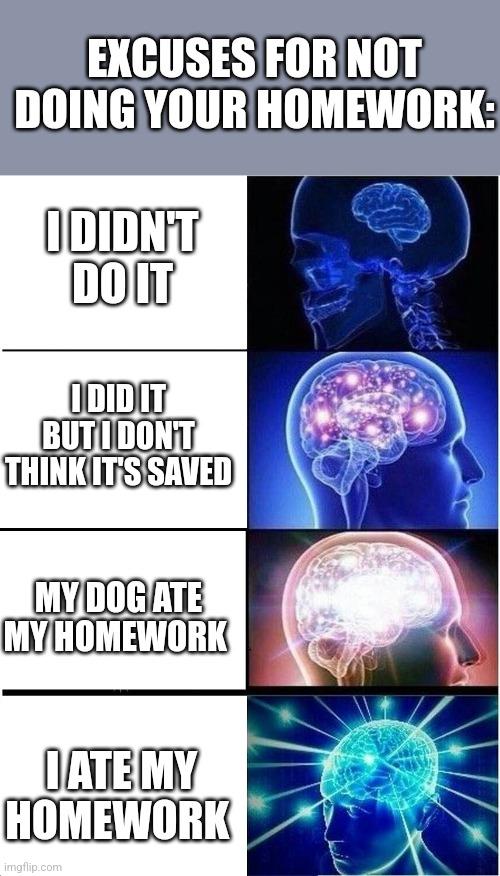 EXCUSES FOR NOT
DOING YOUR HOMEWORK:
I DIDN'T
DO IT
I DID IT
BUT I DON'T
THINK IT'S SAVED
MY DOG ATE
MY HOMEWORK
I ATE MY
HOMEWORK
imgflip.com